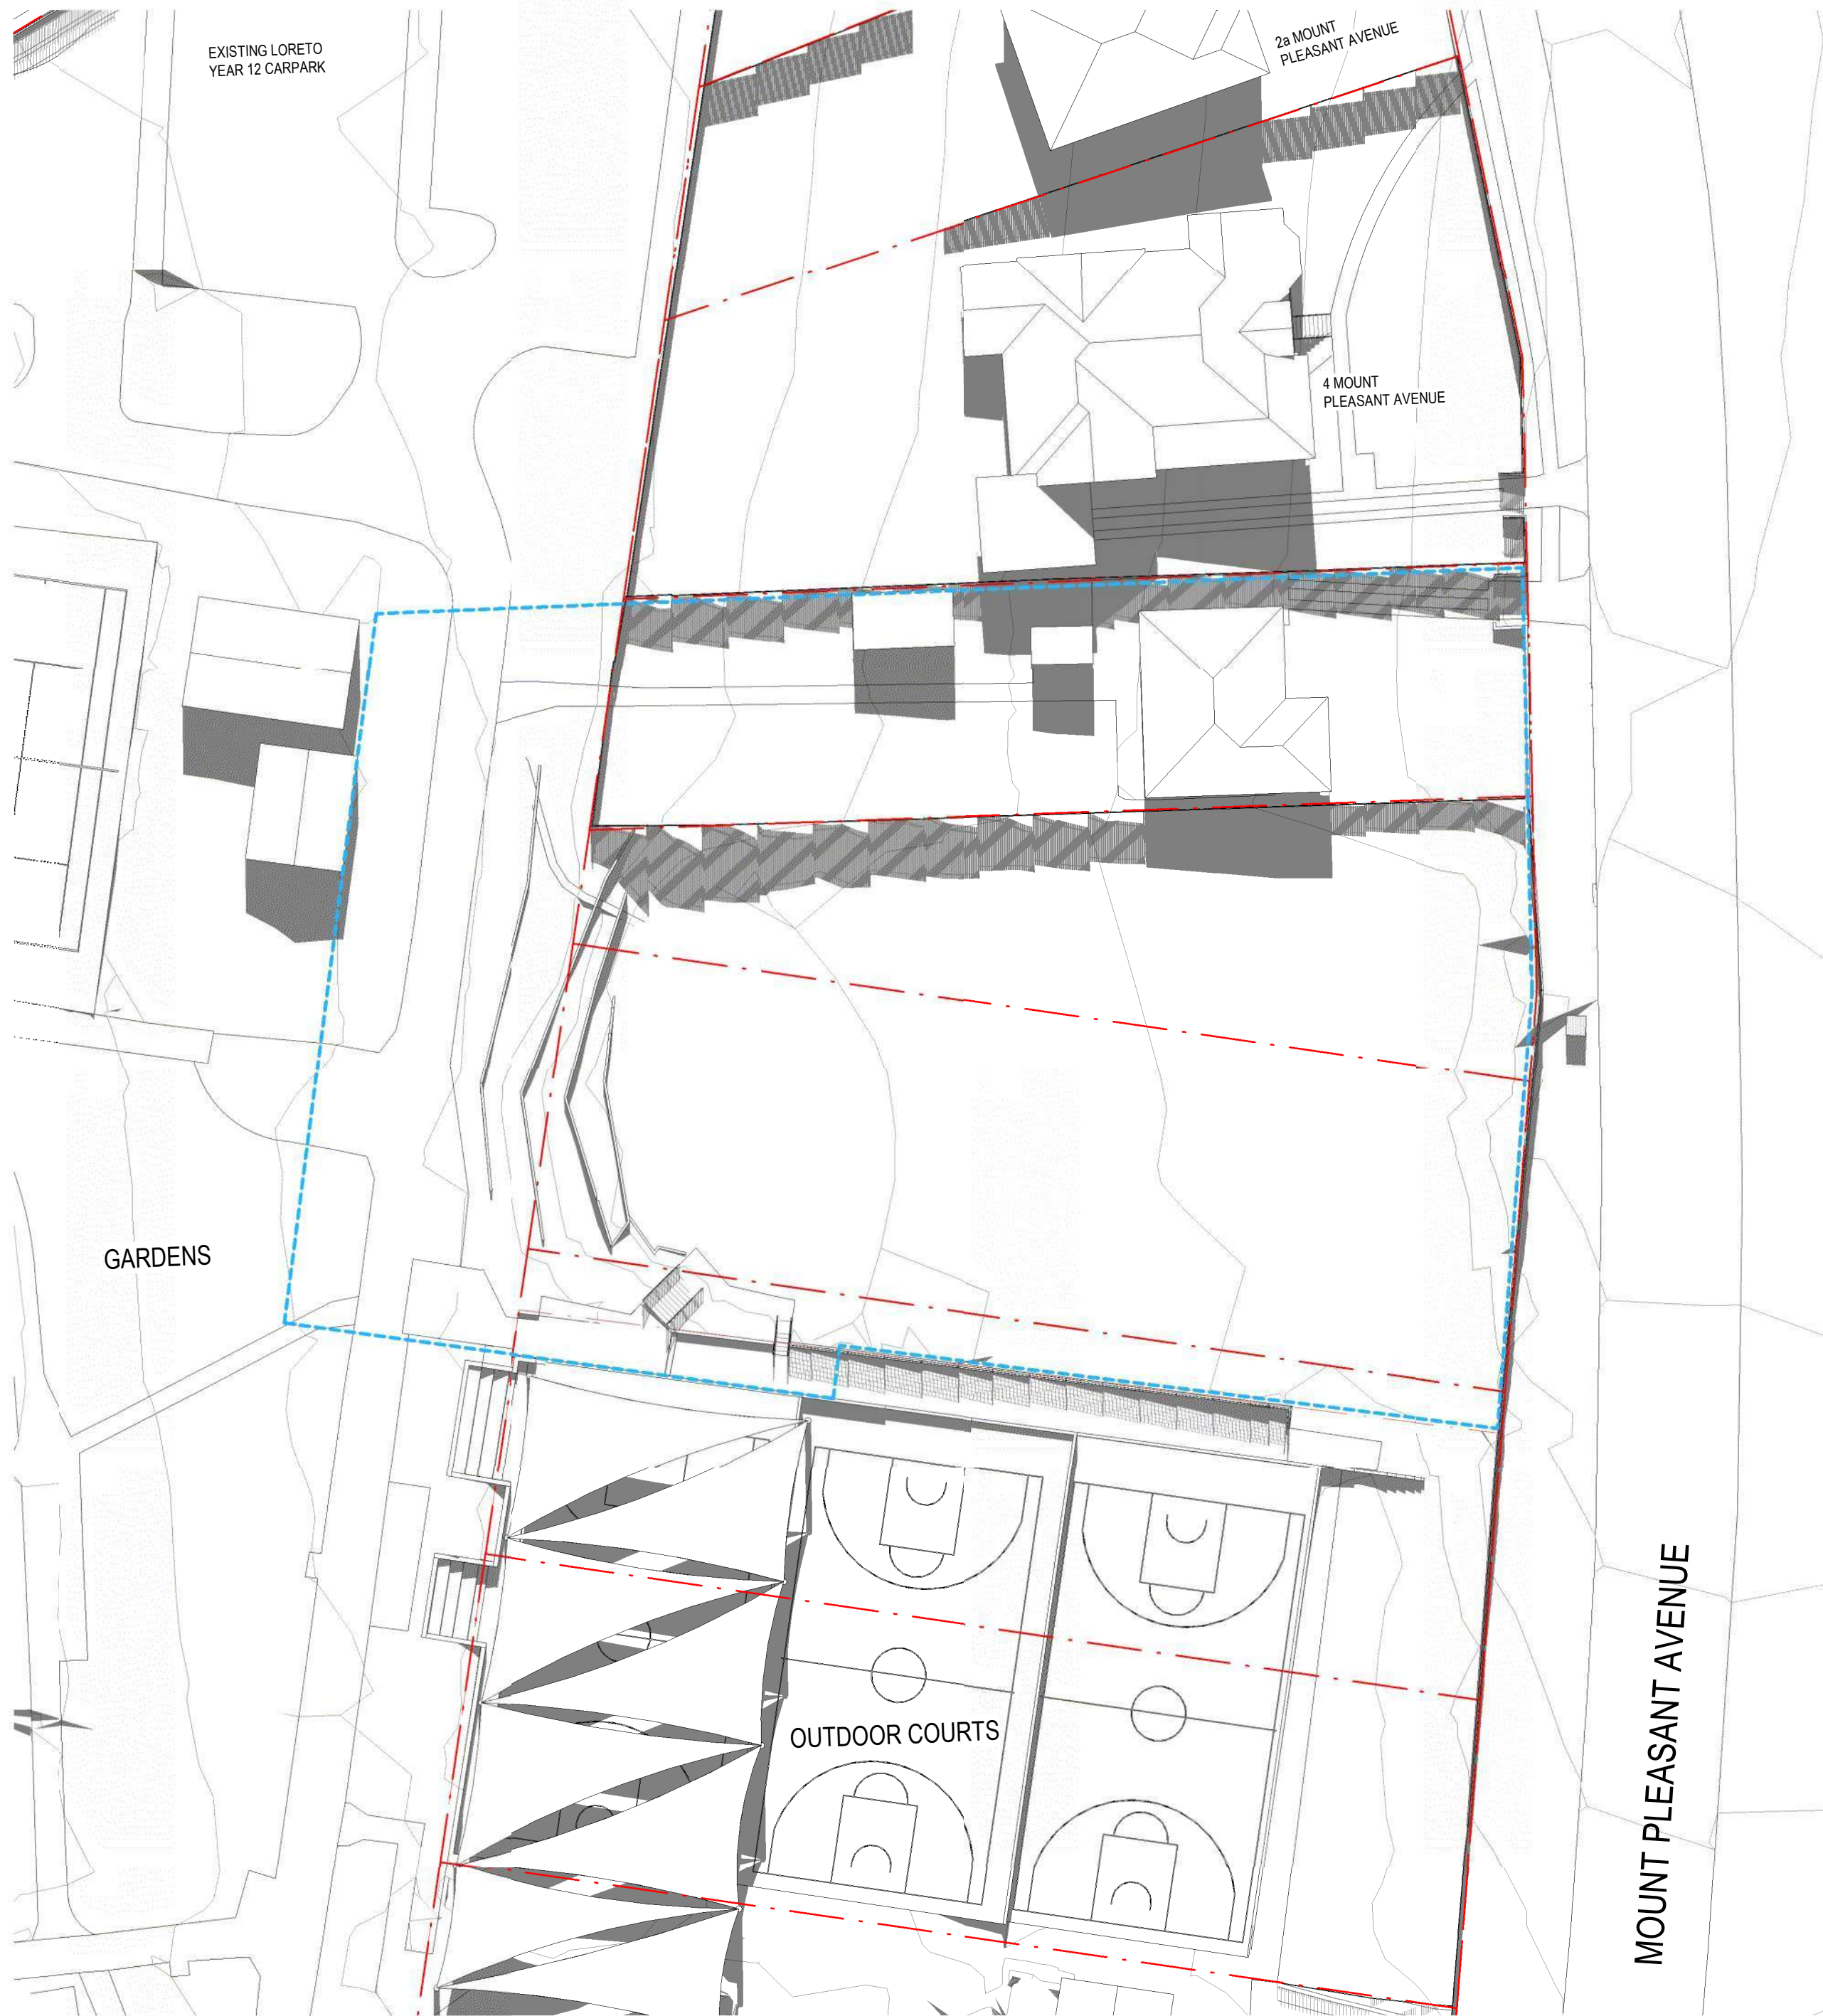 EXISTING LORETO
YEAR 12 CARPARK
2a MOUNT
PLEASANT AVENUE
4 MOUNT
PLEASANT AVENUE
GARDENS
OUTDOOR COURTS
MOUNT PLEASANT AVENUE